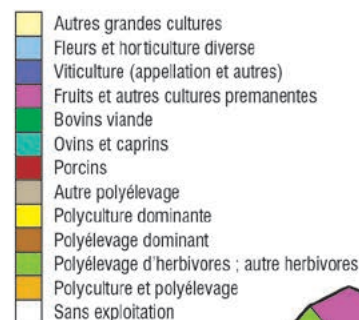 Autres grandes cultures
Fleurs et horticulture diverse
Viticulture (appellation et autres)
Fruits et autres cultures premanentes
Bovins viande
Ovins et caprins
Porcins
Autre polyélevage
Polyculture dominante
Polyélevage dominant
Polyélevage d'herbivores ; autre herbivores
Polyculture et polyélevage
Sans exploitation